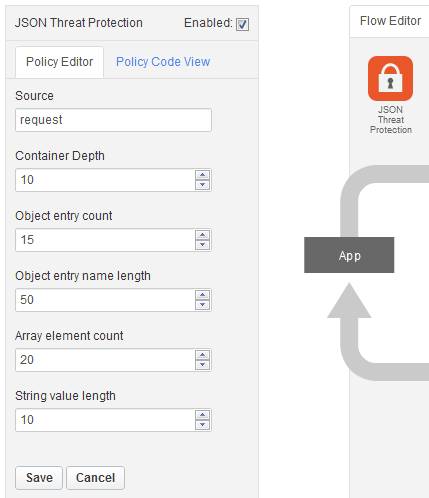 JSON Threat Protection Enabled:
Policy Editor Policy Code View
Source
request
Container Depth
10
Object entry count
15
Object entry name length
50
Array element count
20
String value length
10
Save Cancel
Flow Editor
JSON
Threat
Protection
App